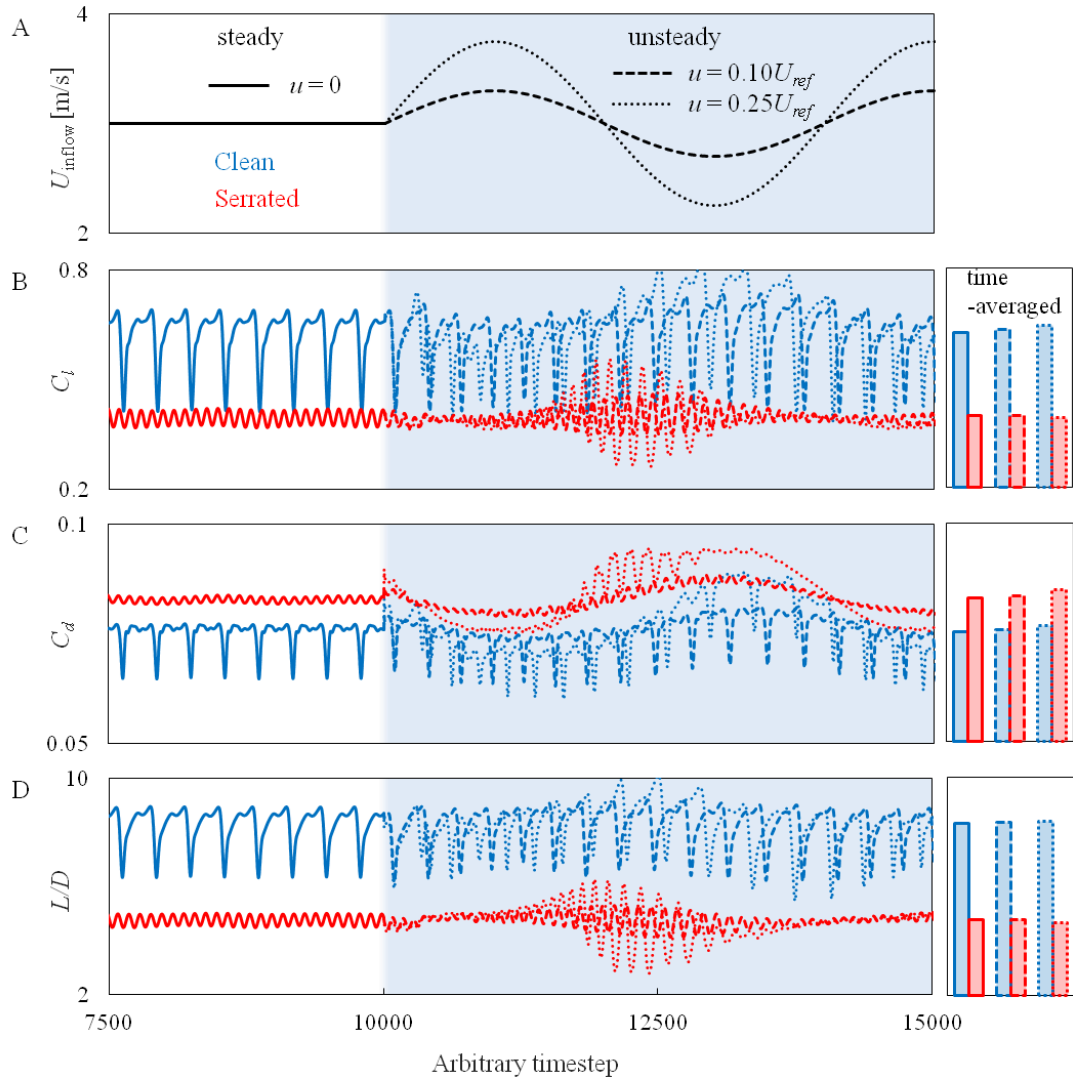 A
4
steady
unsteady
u = 0
u = 0.10U_ref
u = 0.25U_ref
U_inflow [m/s]
Clean
Serrated
2
B
0.8
time
-averaged
C_l
0.2
C
0.1
C_d
0.05
D
10
L/D
2
7500
10000
12500
15000
Arbitrary timestep